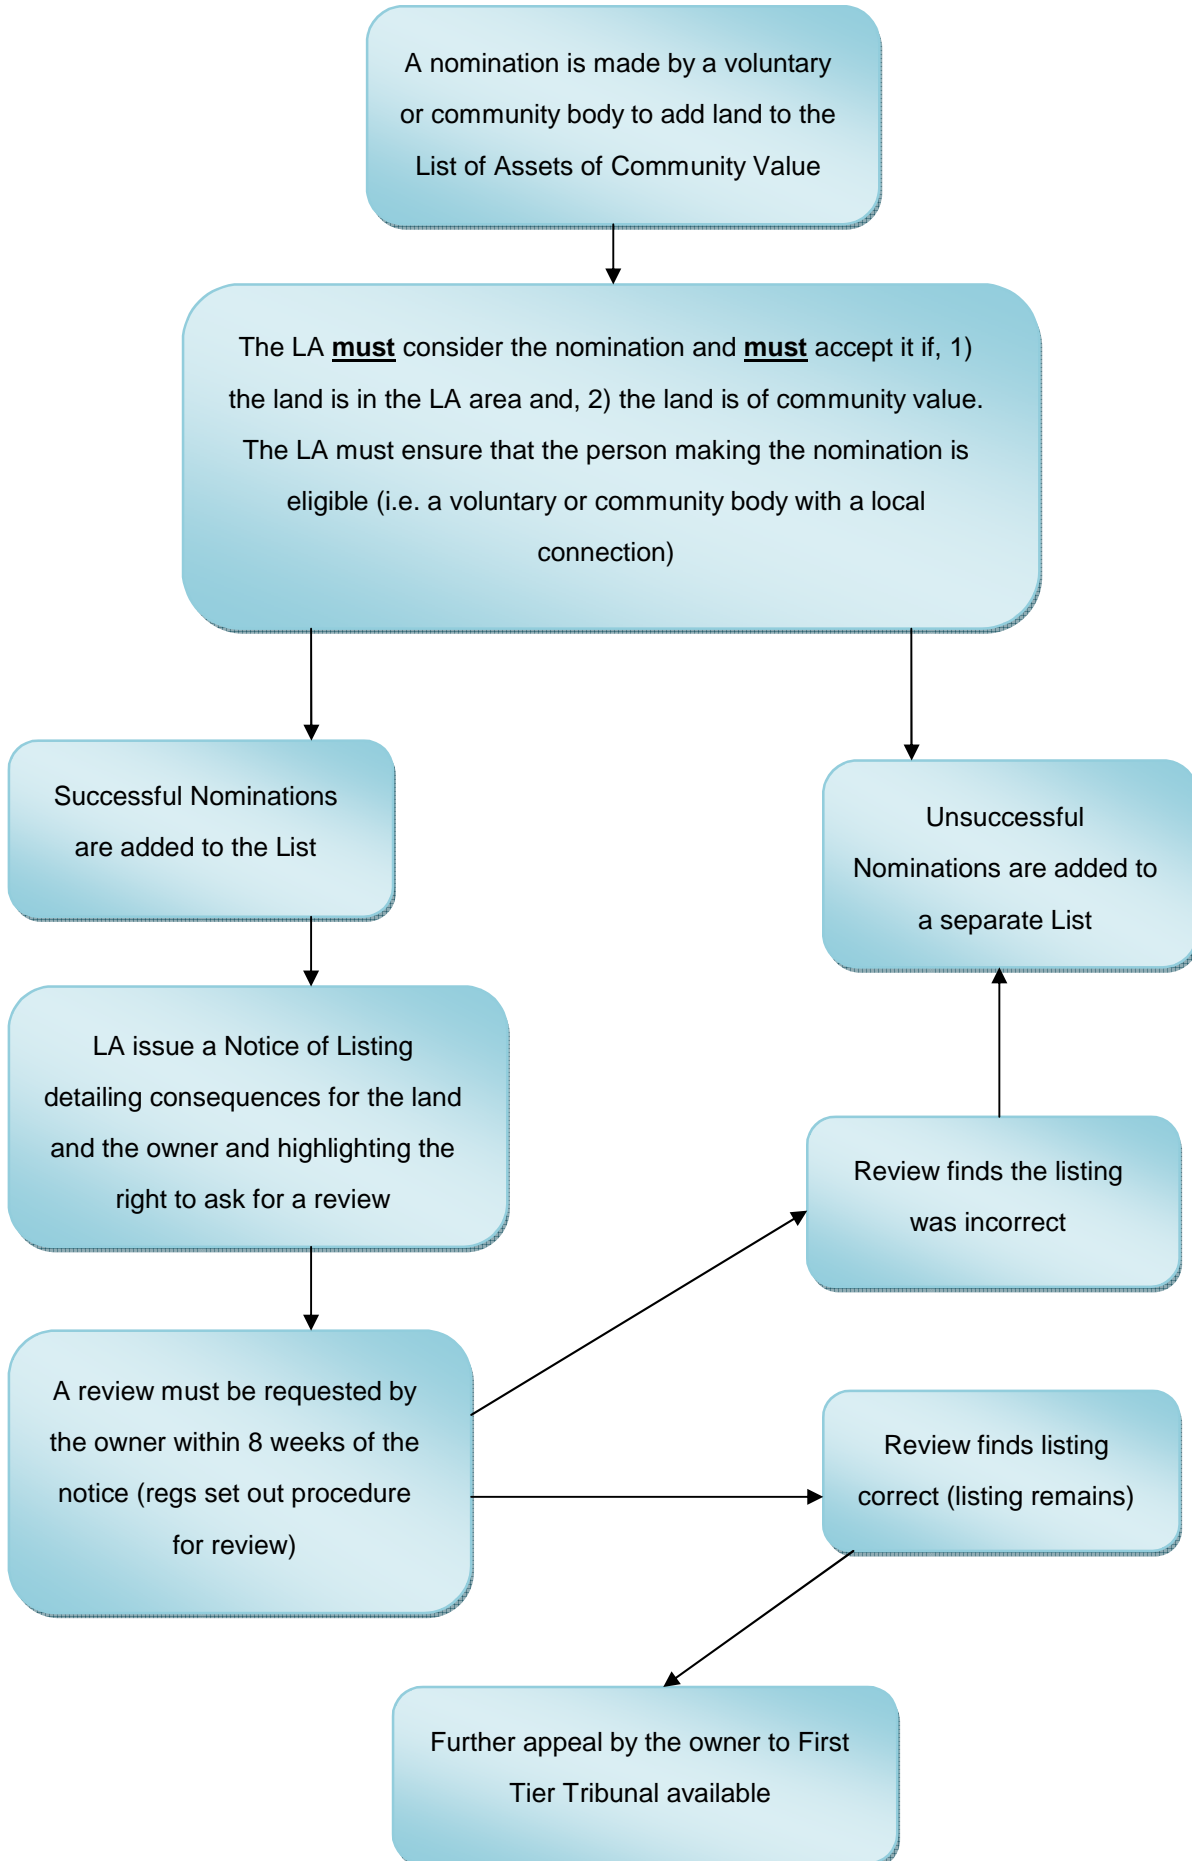 A nomination is made by a voluntary
or community body to add land to the
List of Assets of Community Value
The LA must consider the nomination and must accept it if, 1)
the land is in the LA area and, 2) the land is of community value.
The LA must ensure that the person making the nomination is
eligible (i.e. a voluntary or community body with a local
connection)
Successful Nominations
are added to the List
Unsuccessful
Nominations are added to
a separate List
LA issue a Notice of Listing
detailing consequences for the land
and the owner and highlighting the
right to ask for a review
Review finds the listing
was incorrect
A review must be requested by
the owner within 8 weeks of the
notice (regs set out procedure
for review)
Review finds listing
correct (listing remains)
Further appeal by the owner to First
Tier Tribunal available